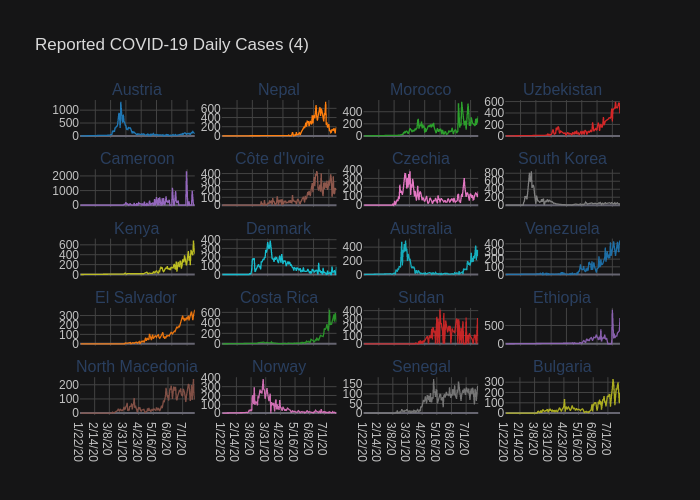 Reported COVID-19 Daily Cases (4)
Austria Nepal Morocco Uzbekistan
1000 500 0 600 400 200 0 400 200 0 600 400 200 0
Cameroon Côte d'Ivoire Czechia South Korea
2000 1000 0 400 300 200 100 0 400 300 200 100 0 800 600 400 200 0
Kenya Denmark Australia Venezuela
600 400 200 0 400 300 200 100 0 400 200 0 400 300 200 100 0
El Salvador Costa Rica Sudan Ethiopia
300 200 100 0 600 400 200 0 400 300 200 100 0 500 0
North Macedonia Norway Senegal Bulgaria
200 100 0 400 300 200 100 0 150 100 50 0 300 200 100 0
1/22/20 2/14/20 3/8/20 3/31/20 4/23/20 5/16/20 6/8/20 7/1/20 1/22/20 2/14/20 3/8/20 3/31/20 4/23/20 5/16/20 6/8/20 7/1/20 1/22/20 2/14/20 3/8/20 3/31/20 4/23/20 5/16/20 6/8/20 7/1/20 1/22/20 2/14/20 3/8/20 3/31/20 4/23/20 5/16/20 6/8/20 7/1/20